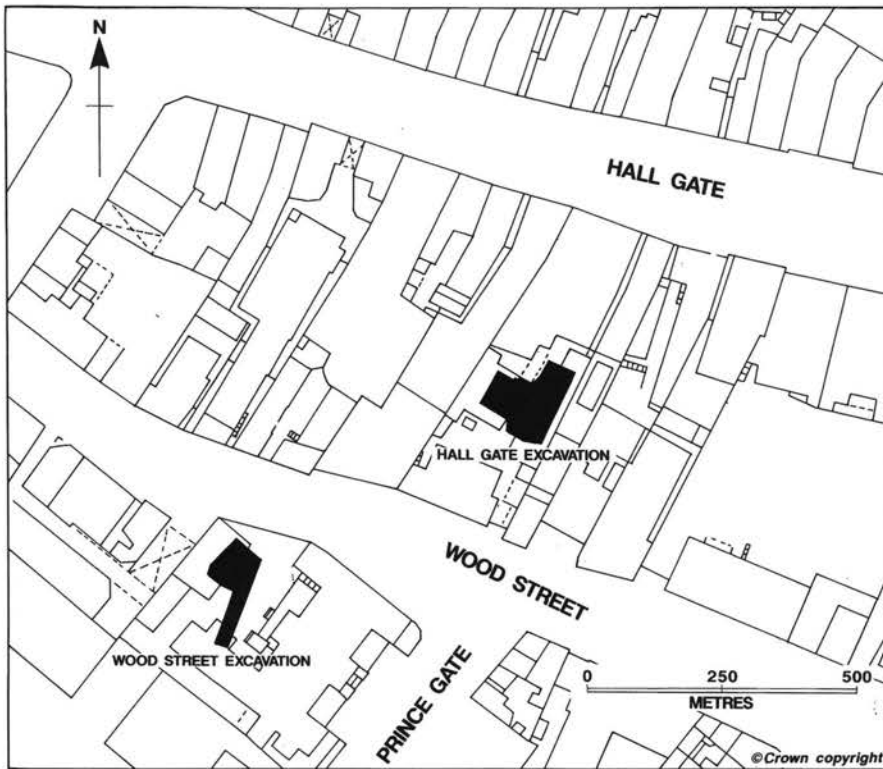 N
HALL GATE
HALL GATE EXCAVATION
WOOD STREET
WOOD STREET EXCAVATION
PRINCE GATE
0 250 500
METRES
©Crown copyright